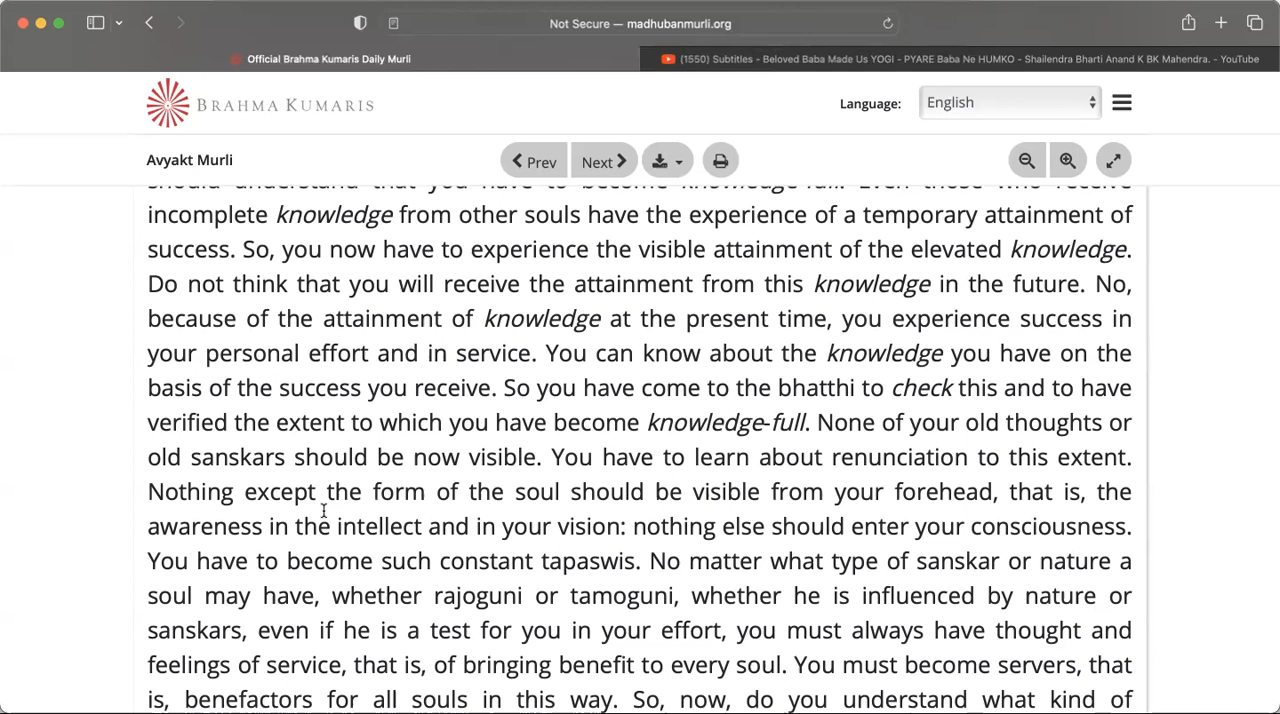 Not Secure — madhubanmurli.org
Official Brahma Kumaris Daily Murli
(1550) Subtitles - Beloved Baba Made Us YOGI - PYARE Baba Ne HUMKO - Shailendra Bharti Anand K BK Mahendra. - YouTube
BRAHMA KUMARIS
Language:
English
Avyakt Murli
Prev
Next
should understand that you have to become knowledge-full. Even those who receive
incomplete knowledge from other souls have the experience of a temporary attainment of
success. So, you now have to experience the visible attainment of the elevated knowledge.
Do not think that you will receive the attainment from this knowledge in the future. No,
because of the attainment of knowledge at the present time, you experience success in
your personal effort and in service. You can know about the knowledge you have on the
basis of the success you receive. So you have come to the bhatthi to check this and to have
verified the extent to which you have become knowledge-full. None of your old thoughts or
old sanskars should be now visible. You have to learn about renunciation to this extent.
Nothing except the form of the soul should be visible from your forehead, that is, the
awareness in the intellect and in your vision: nothing else should enter your consciousness.
You have to become such constant tapaswis. No matter what type of sanskar or nature a
soul may have, whether rajoguni or tamoguni, whether he is influenced by nature or
sanskars, even if he is a test for you in your effort, you must always have thought and
feelings of service, that is, of bringing benefit to every soul. You must become servers, that
is, benefactors for all souls in this way. So, now, do you understand what kind of